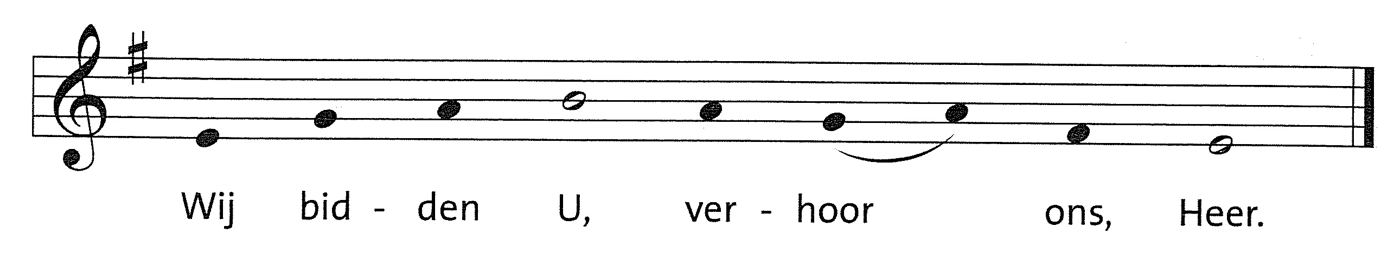 Wij bid - den U, ver - hoor ons, Heer.